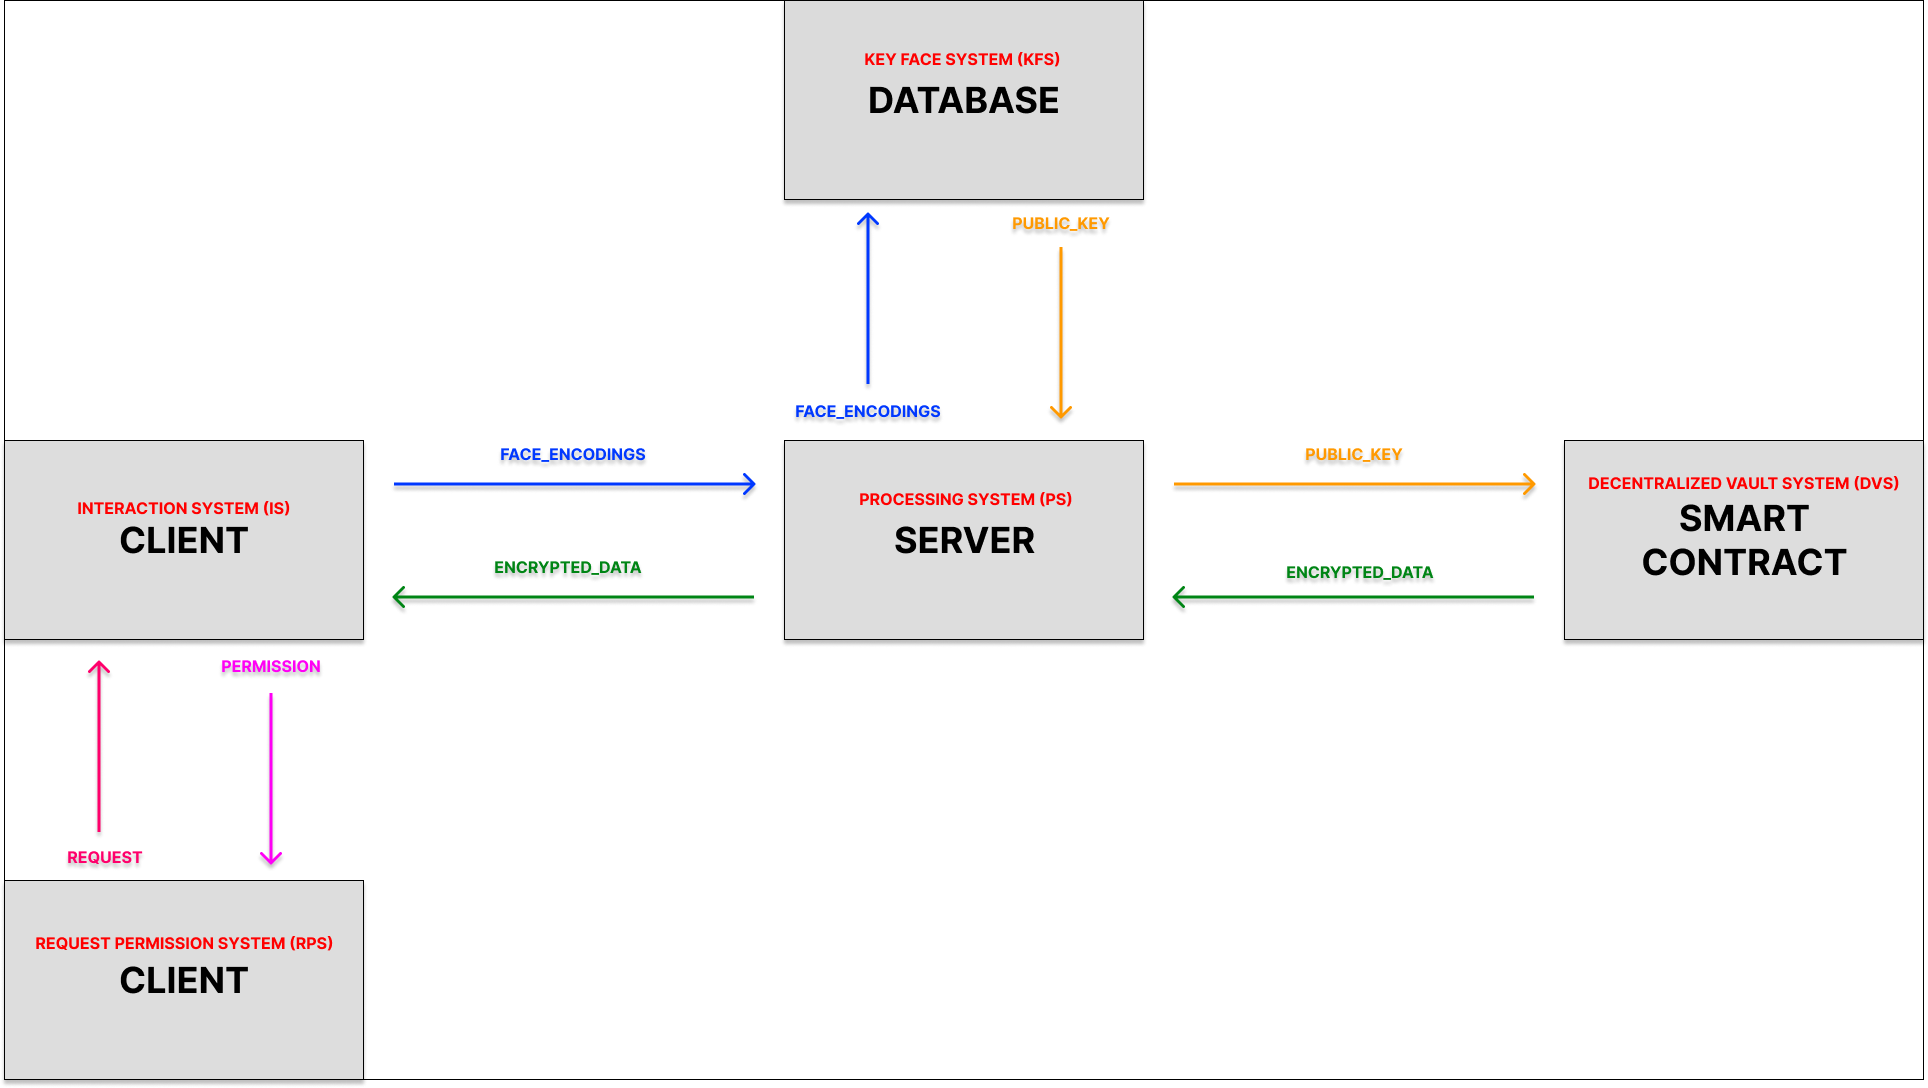 KEY FACE SYSTEM (KFS)
DATABASE
PUBLIC_KEY
FACE_ENCODINGS
FACE_ENCODINGS
PUBLIC_KEY
INTERACTION SYSTEM (IS)
CLIENT
PROCESSING SYSTEM (PS)
SERVER
DECENTRALIZED VAULT SYSTEM (DVS)
SMART
CONTRACT
ENCRYPTED_DATA
ENCRYPTED_DATA
PERMISSION
REQUEST
REQUEST PERMISSION SYSTEM (RPS)
CLIENT